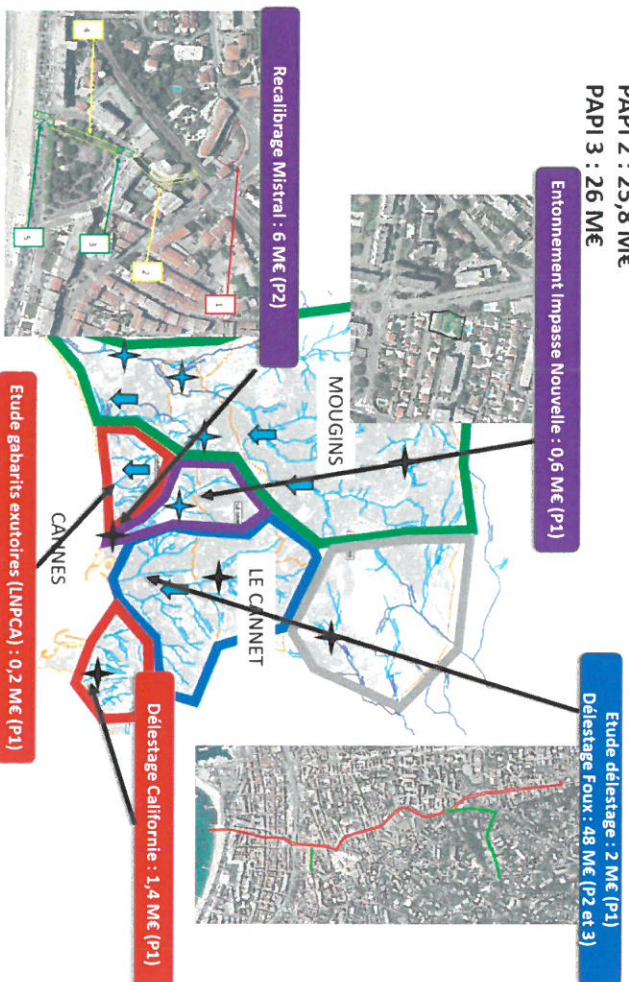 PAPI 2 : 25,8 M€
PAPI 3 : 26 M€
Entonnement Impasse Nouvelle : 0,6 M€ (P1)
Etude délestage : 2 M€ (P1)
Délestage Foux : 48 M€ (P2 et 3)
Recalibrage Mistral : 6 M€ (P2)
1
2
3
4
5
MOUGINS
LE CANNET
CANNES
Etude gabarits exutoires (LNPCA) : 0,2 M€ (P1)
Délestage Californie : 1,4 M€ (P1)